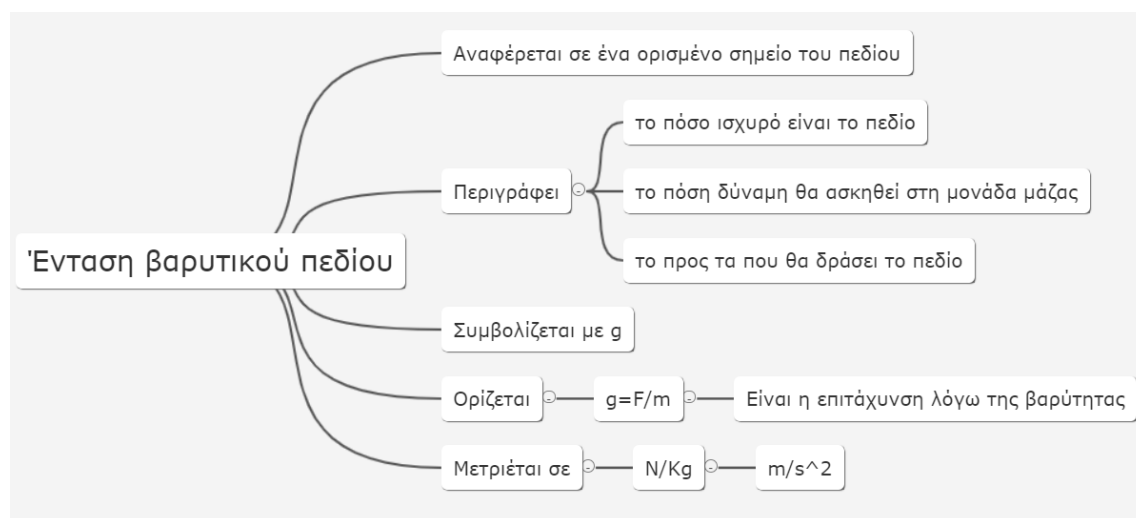 Ένταση βαρυτικού πεδίου
Αναφέρεται σε ένα ορισμένο σημείο του πεδίου
Περιγράφει
το πόσο ισχυρό είναι το πεδίο
το πόση δύναμη θα ασκηθεί στη μονάδα μάζας
το προς τα που θα δράσει το πεδίο
Συμβολίζεται με g
Ορίζεται
g=F/m
Είναι η επιτάχυνση λόγω της βαρύτητας
Μετριέται σε
N/Kg
m/s^2